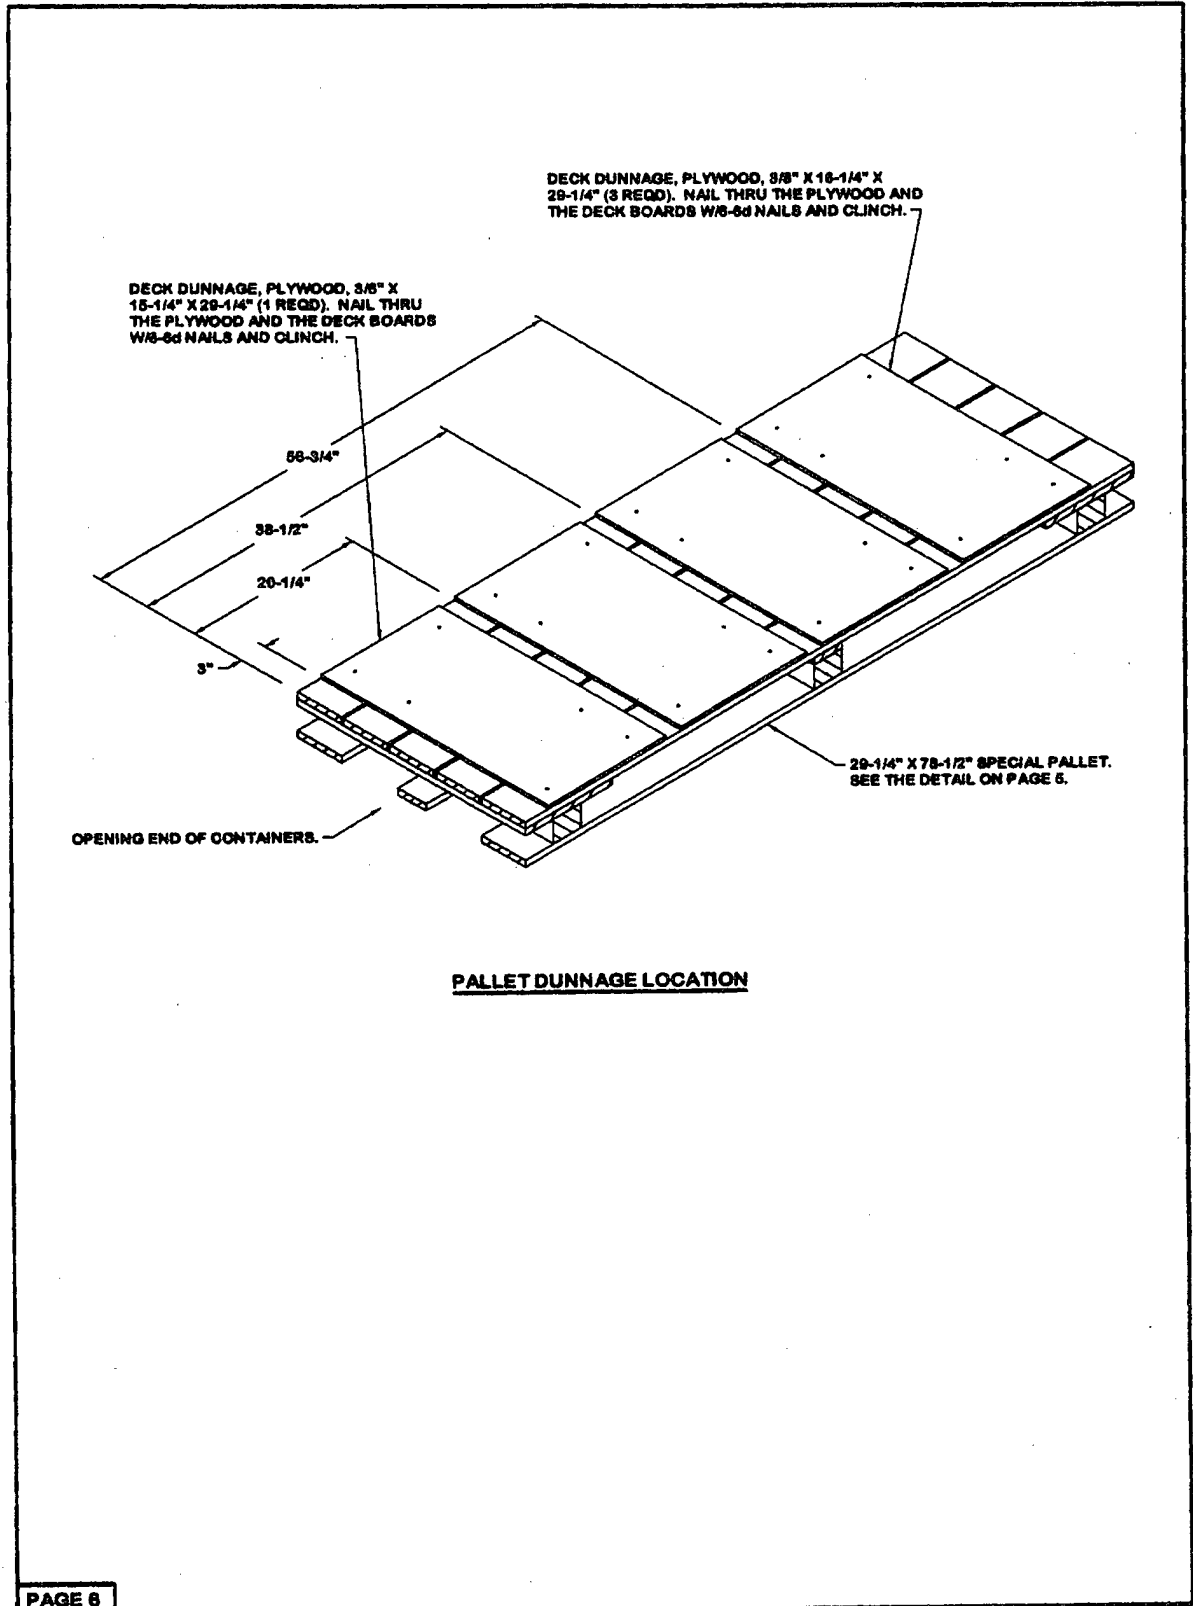 DECK DUNNAGE, PLYWOOD, 3/8" X 16-1/4" X
29-1/4" (3 REQD). NAIL THRU THE PLYWOOD AND
THE DECK BOARDS W/6-6d NAILS AND CLINCH.
DECK DUNNAGE, PLYWOOD, 3/8" X
15-1/4" X 29-1/4" (1 REQD). NAIL THRU
THE PLYWOOD AND THE DECK BOARDS
W/6-6d NAILS AND CLINCH.
56-3/4"
38-1/2"
20-1/4"
3"
29-1/4" X 78-1/2" SPECIAL PALLET.
SEE THE DETAIL ON PAGE 5.
OPENING END OF CONTAINERS.
PALLET DUNNAGE LOCATION
PAGE 6